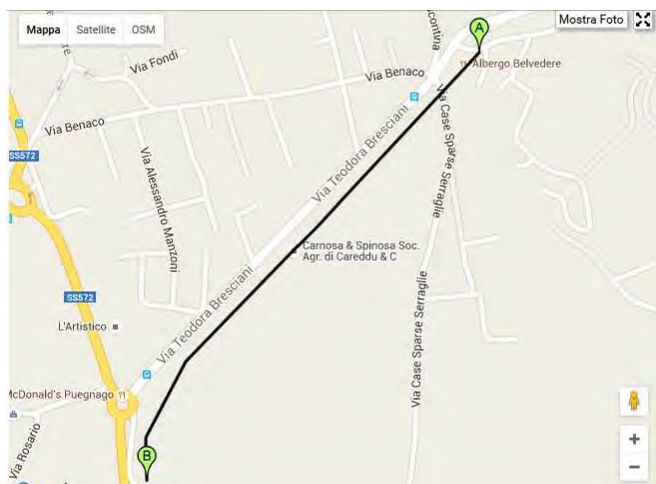 Mappa
Satellite
OSM
Mostra Foto
A
Albergo Belvedere
Via Fondi
Via Benaco
Via Benaco
SS572
Via Teodora Bresciani
Via Case Sparse Serraglie
Via Alessandro Manzoni
Carnosa & Spinosa Soc.
Agr. di Careddu & C
Via Teodora Bresciani
SS572
L'Artistico
Via Case Sparse Serraglie
McDonald's Puegnago
Via Rosario
B
+
−